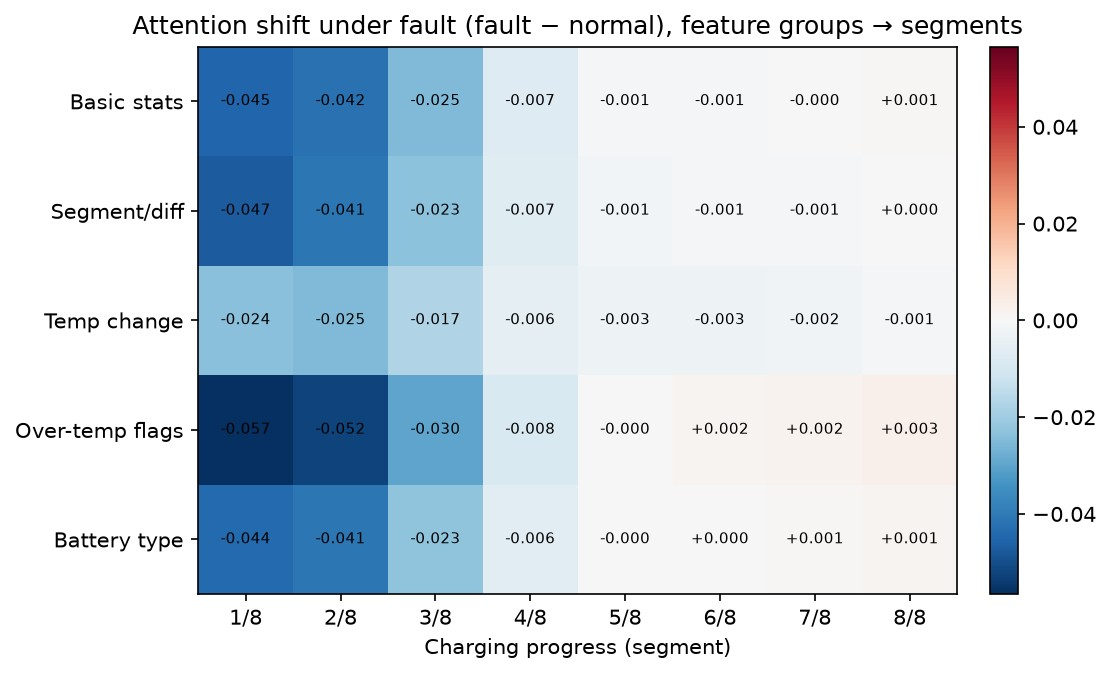 Attention shift under fault (fault − normal), feature groups → segments
Basic stats -0.045 -0.042 -0.025 -0.007 -0.001 -0.001 -0.000 +0.001
Segment/diff -0.047 -0.041 -0.023 -0.007 -0.001 -0.001 -0.001 +0.000
Temp change -0.024 -0.025 -0.017 -0.006 -0.003 -0.003 -0.002 -0.001
Over-temp flags -0.057 -0.052 -0.030 -0.008 -0.000 +0.002 +0.002 +0.003
Battery type -0.044 -0.041 -0.023 -0.006 -0.000 +0.000 +0.001 +0.001
1/8 2/8 3/8 4/8 5/8 6/8 7/8 8/8
Charging progress (segment)
0.04
0.02
0.00
−0.02
−0.04